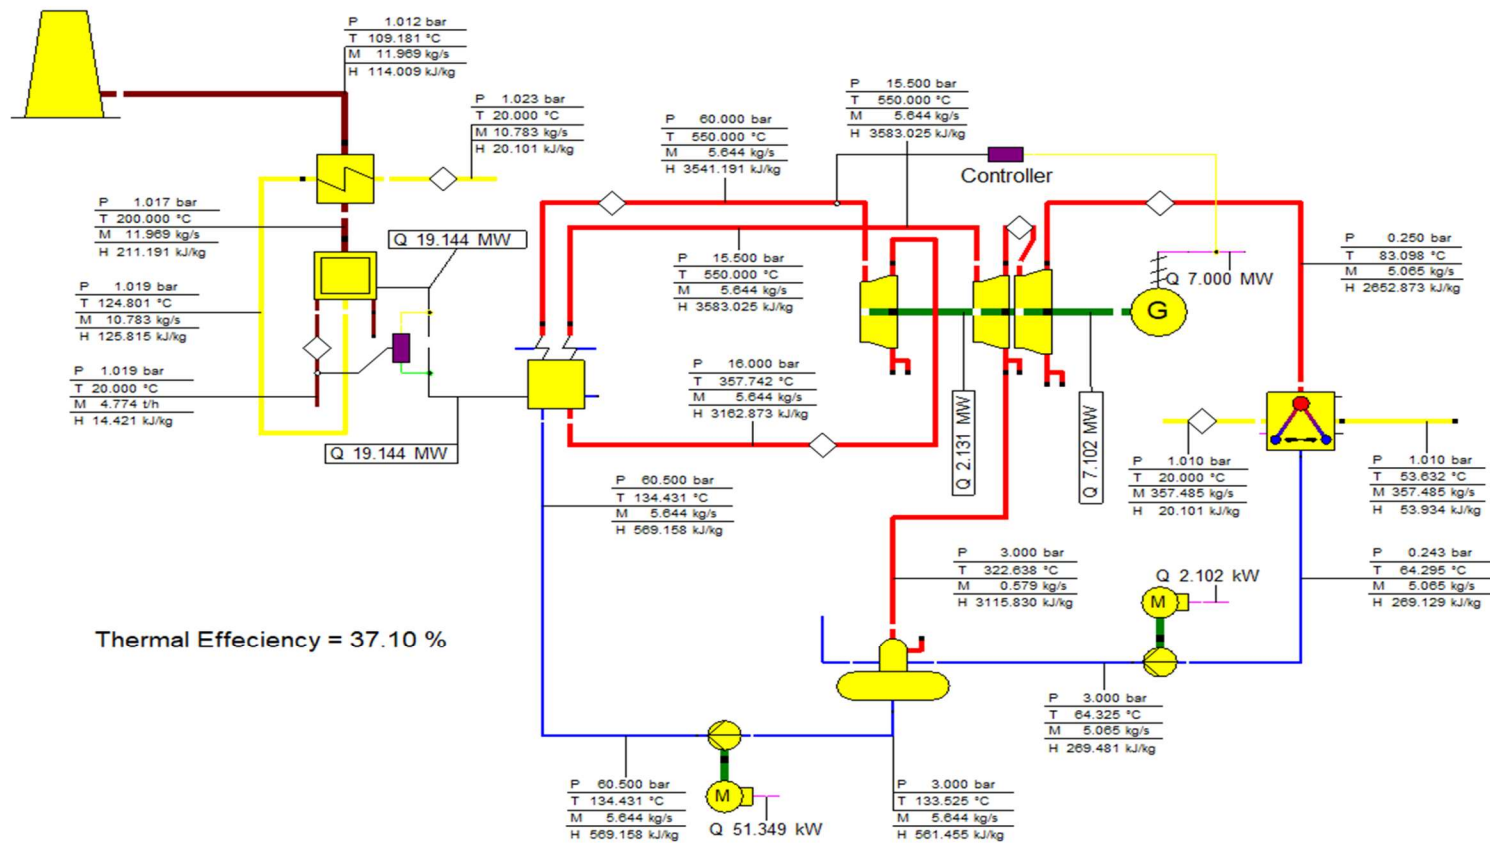 P 1.012 bar
T 109.181 °C
M 11.969 kg/s
H 114.009 kJ/kg
P 1.023 bar
T 20.000 °C
M 10.783 kg/s
H 20.101 kJ/kg
P 60.000 bar
T 550.000 °C
M 5.644 kg/s
H 3541.191 kJ/kg
P 15.500 bar
T 550.000 °C
M 5.644 kg/s
H 3583.025 kJ/kg
Controller
P 1.017 bar
T 200.000 °C
M 11.969 kg/s
H 211.191 kJ/kg
Q 19.144 MW
P 15.500 bar
T 550.000 °C
M 5.644 kg/s
H 3583.025 kJ/kg
Q 7.000 MW
G
P 0.250 bar
T 83.098 °C
M 5.065 kg/s
H 2652.873 kJ/kg
P 1.019 bar
T 124.801 °C
M 10.783 kg/s
H 125.815 kJ/kg
P 1.019 bar
T 20.000 °C
M 4.774 t/h
H 14.421 kJ/kg
Q 19.144 MW
P 16.000 bar
T 357.742 °C
M 5.644 kg/s
H 3162.873 kJ/kg
Q 2.131 MW
Q 7.102 MW
P 1.010 bar
T 20.000 °C
M 357.485 kg/s
H 20.101 kJ/kg
P 1.010 bar
T 53.632 °C
M 357.485 kg/s
H 53.934 kJ/kg
P 60.500 bar
T 134.431 °C
M 5.644 kg/s
H 569.158 kJ/kg
P 3.000 bar
T 322.638 °C
M 0.579 kg/s
H 3115.830 kJ/kg
Q 2.102 kW
M
P 0.243 bar
T 64.295 °C
M 5.065 kg/s
H 269.129 kJ/kg
Thermal Effeciency = 37.10 %
P 3.000 bar
T 64.325 °C
M 5.065 kg/s
H 269.481 kJ/kg
P 60.500 bar
T 134.431 °C
M 5.644 kg/s
H 569.158 kJ/kg
M
Q 51.349 kW
P 3.000 bar
T 133.525 °C
M 5.644 kg/s
H 561.455 kJ/kg